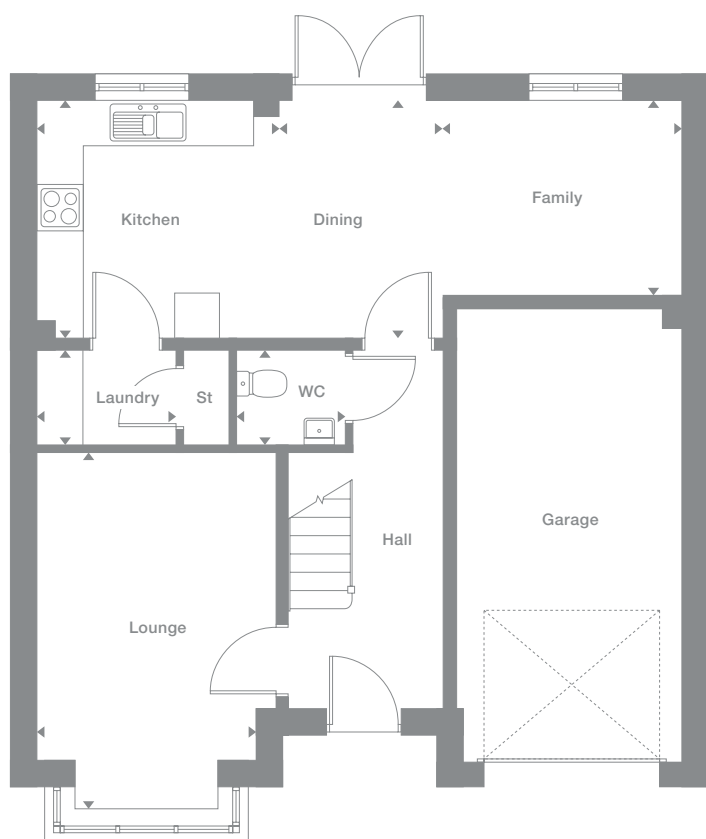 Family
Kitchen
Dining
Laundry
St
WC
Garage
Hall
Lounge